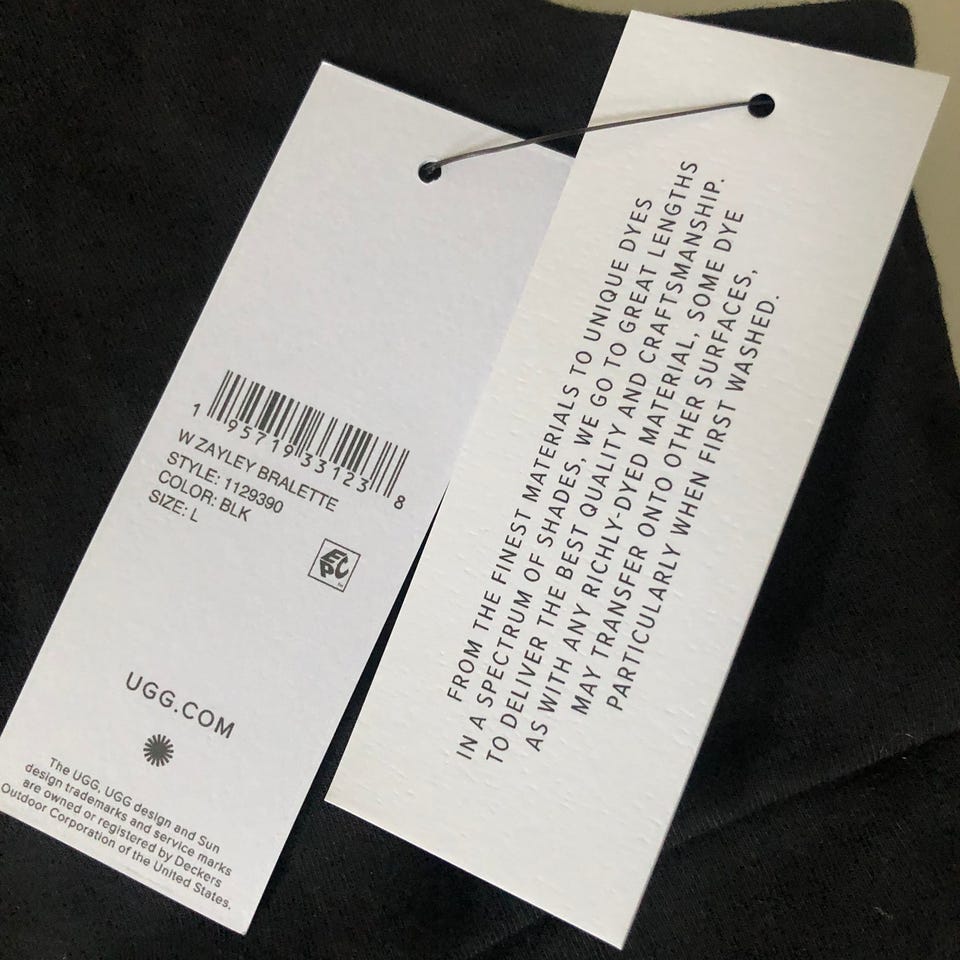 1 95719 33123 8
W ZAYLEY BRALETTE
STYLE: 1129390
COLOR: BLK
SIZE: L
EPC
UGG.COM
The UGG, UGG design and Sun
design trademarks and service marks
are owned or registered by Deckers
Outdoor Corporation of the United States.
FROM THE FINEST MATERIALS TO UNIQUE DYES
IN A SPECTRUM OF SHADES, WE GO TO GREAT LENGTHS
TO DELIVER THE BEST QUALITY AND CRAFTSMANSHIP.
AS WITH ANY RICHLY-DYED MATERIAL, SOME DYE
MAY TRANSFER ONTO OTHER SURFACES,
PARTICULARLY WHEN FIRST WASHED.